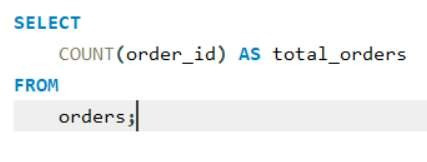 SELECT
COUNT(order_id) AS total_orders
FROM
orders;